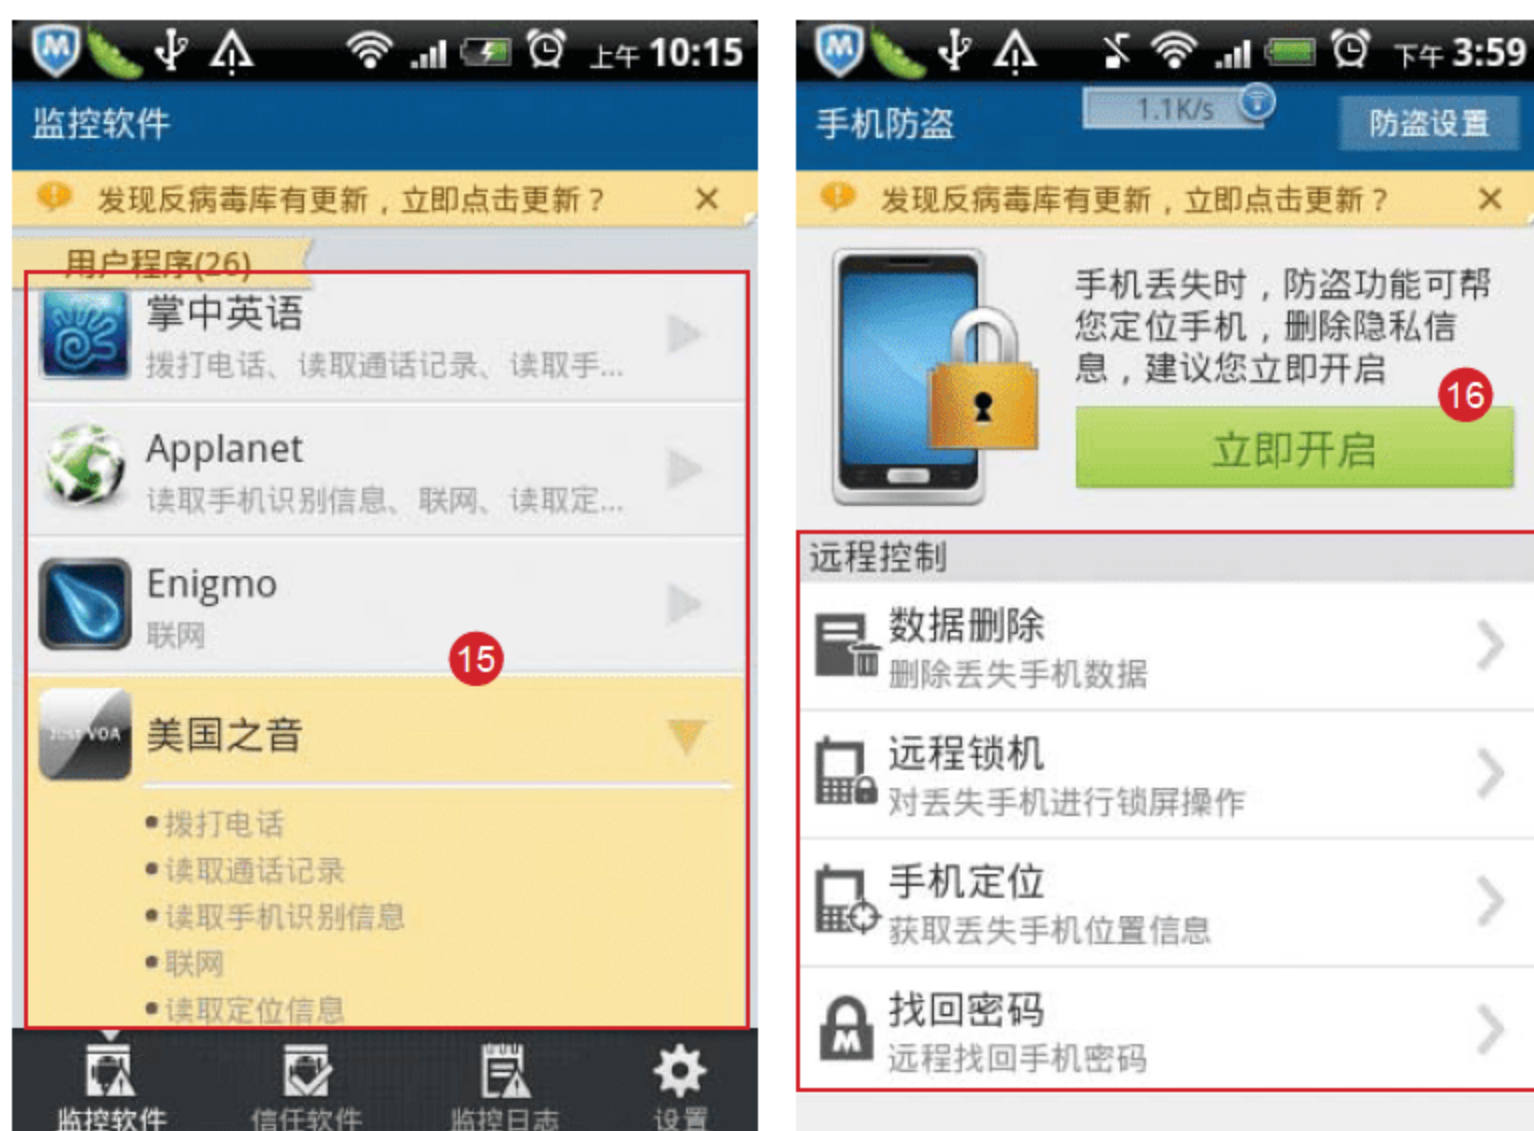 上午 10:15
监控软件
发现反病毒库有更新，立即点击更新？
用户程序(26)
掌中英语
拨打电话、读取通话记录、读取手...
Applanet
读取手机识别信息、联网、读取定...
Enigmo
联网
15
JUST VOA
美国之音
•拨打电话
•读取通话记录
•读取手机识别信息
•联网
•读取定位信息
监控软件
信任软件
监控日志
设置
下午 3:59
手机防盗
1.1K/s
防盗设置
发现反病毒库有更新，立即点击更新？
手机丢失时，防盗功能可帮
您定位手机，删除隐私信
息，建议您立即开启
16
立即开启
远程控制
数据删除
删除丢失手机数据
远程锁机
对丢失手机进行锁屏操作
手机定位
获取丢失手机位置信息
找回密码
远程找回手机密码